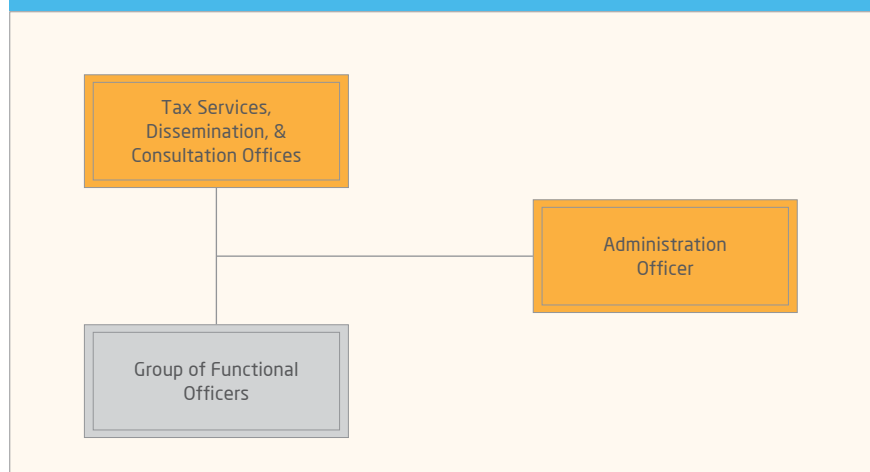 Tax Services,
Dissemination, &
Consultation Offices
Administration
Officer
Group of Functional
Officers